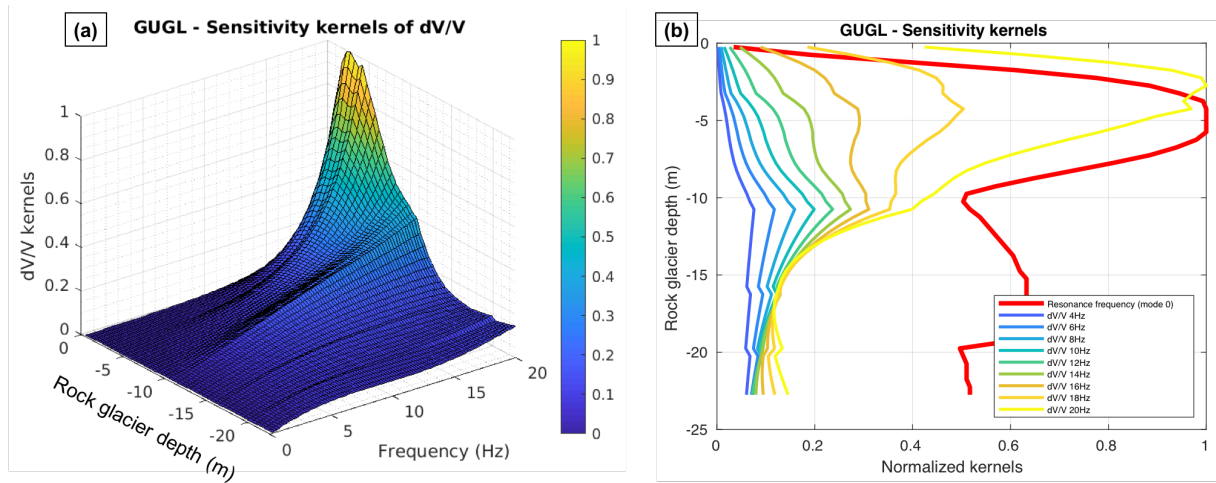 (a)
GUGL - Sensitivity kernels of dV/V
1
0.8
0.6
0.4
0.2
0
dV/V kernels
0
-5
-10
-15
-20
-25
Rock glacier depth (m)
0
5
10
15
20
Frequency (Hz)
1
0.9
0.8
0.7
0.6
0.5
0.4
0.3
0.2
0.1
0
(b)
GUGL - Sensitivity kernels
0
-5
-10
-15
-20
-25
Rock glacier depth (m)
Resonance frequency (mode 0)
dV/V 4Hz
dV/V 6Hz
dV/V 8Hz
dV/V 10Hz
dV/V 12Hz
dV/V 14Hz
dV/V 16Hz
dV/V 18Hz
dV/V 20Hz
0 0.2 0.4 0.6 0.8 1
Normalized kernels